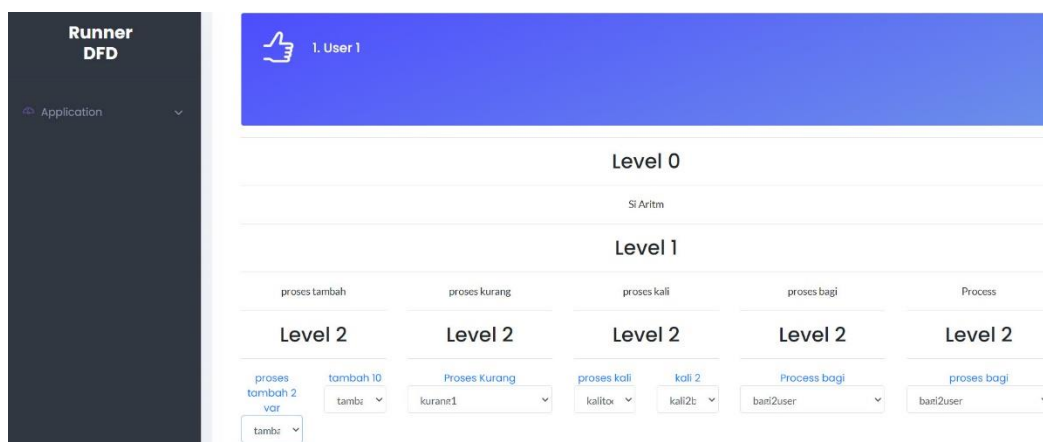 Runner
DFD
Application
1. User 1
Level 0
Si Aritm
Level 1
proses tambah
proses kurang
proses kali
proses bagi
Process
Level 2
Level 2
Level 2
Level 2
Level 2
proses
tambah 2
var
tambah 10
Proses Kurang
proses kali
kali 2
Process bagi
proses bagi
kurang1
bagi2user
bagi2user